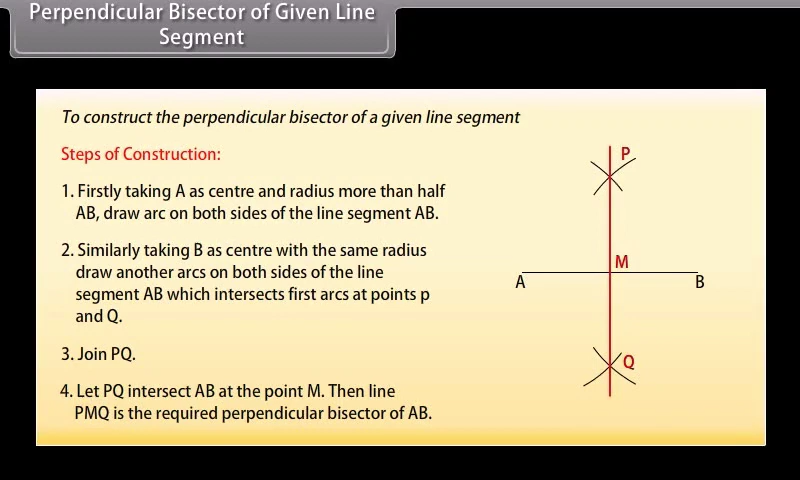 Perpendicular Bisector of Given Line
Segment
To construct the perpendicular bisector of a given line segment
Steps of Construction:
1. Firstly taking A as centre and radius more than half
AB, draw arc on both sides of the line segment AB.
2. Similarly taking B as centre with the same radius
draw another arcs on both sides of the line
segment AB which intersects first arcs at points p
and Q.
3. Join PQ.
4. Let PQ intersect AB at the point M. Then line
PMQ is the required perpendicular bisector of AB.
P
M
A
B
Q